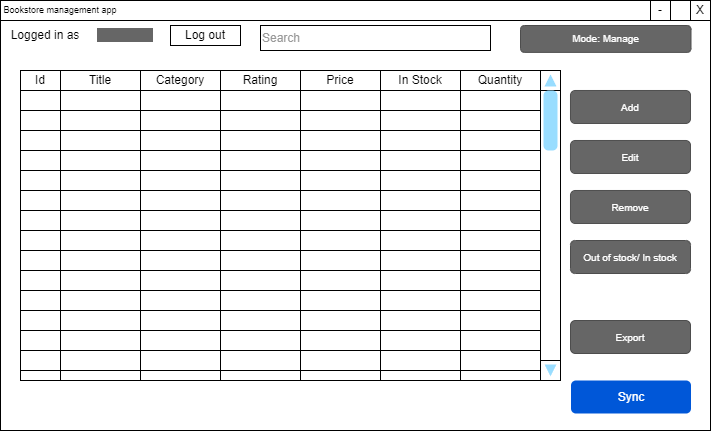 Bookstore management app - X
Logged in as Log out Search Mode: Manage
Id Title Category Rating Price In Stock Quantity
Add
Edit
Remove
Out of stock/ In stock
Export
Sync